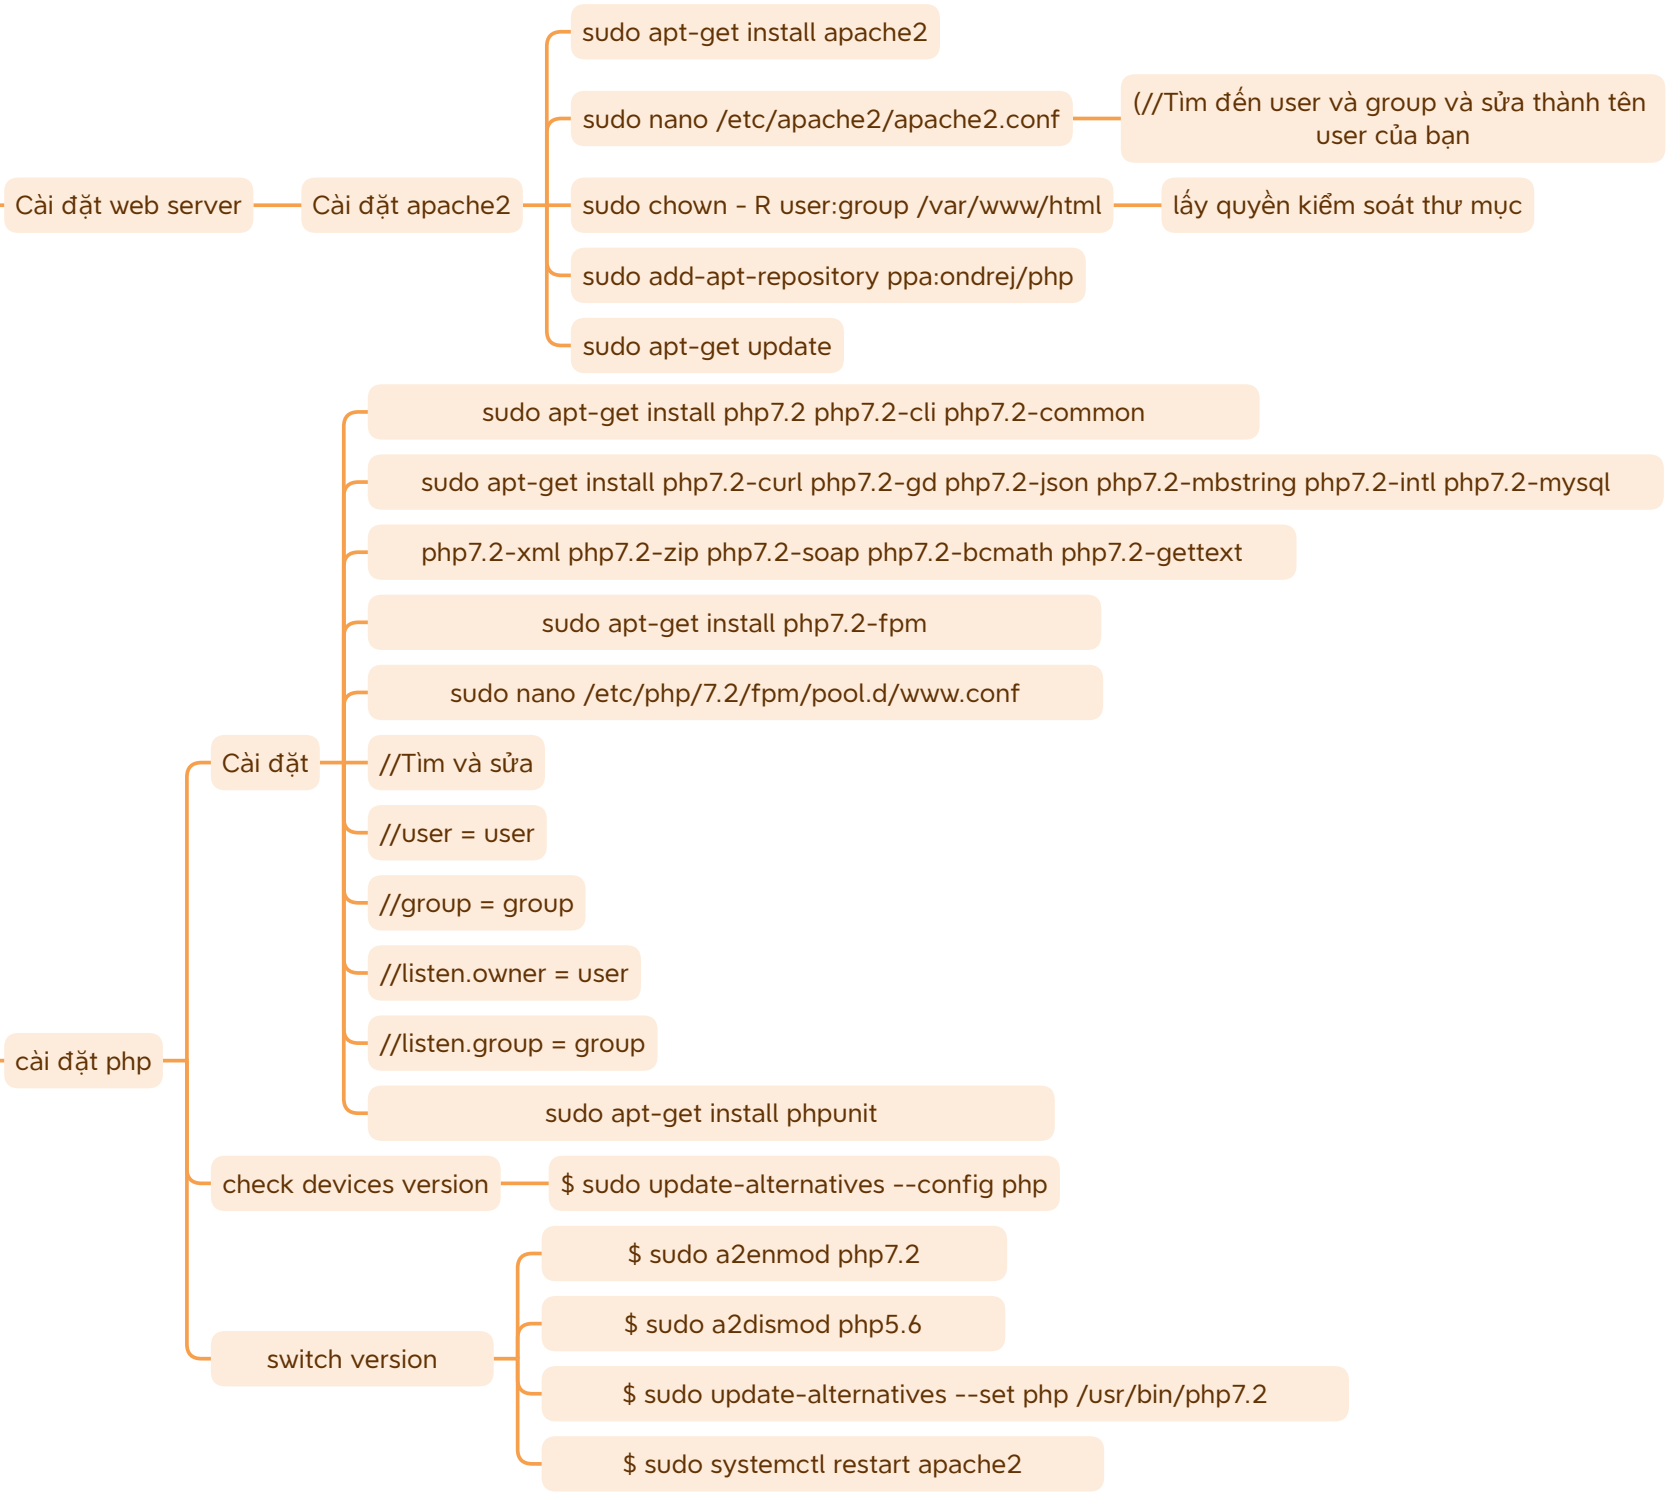 sudo apt-get install apache2
sudo nano /etc/apache2/apache2.conf
(//Tìm đến user và group và sửa thành tên
user của bạn
Cài đặt web server
Cài đặt apache2
sudo chown - R user:group /var/www/html
lấy quyền kiểm soát thư mục
sudo add-apt-repository ppa:ondrej/php
sudo apt-get update
sudo apt-get install php7.2 php7.2-cli php7.2-common
sudo apt-get install php7.2-curl php7.2-gd php7.2-json php7.2-mbstring php7.2-intl php7.2-mysql
php7.2-xml php7.2-zip php7.2-soap php7.2-bcmath php7.2-gettext
sudo apt-get install php7.2-fpm
sudo nano /etc/php/7.2/fpm/pool.d/www.conf
Cài đặt
//Tìm và sửa
//user = user
//group = group
//listen.owner = user
//listen.group = group
cài đặt php
sudo apt-get install phpunit
check devices version
$ sudo update-alternatives --config php
$ sudo a2enmod php7.2
$ sudo a2dismod php5.6
switch version
$ sudo update-alternatives --set php /usr/bin/php7.2
$ sudo systemctl restart apache2